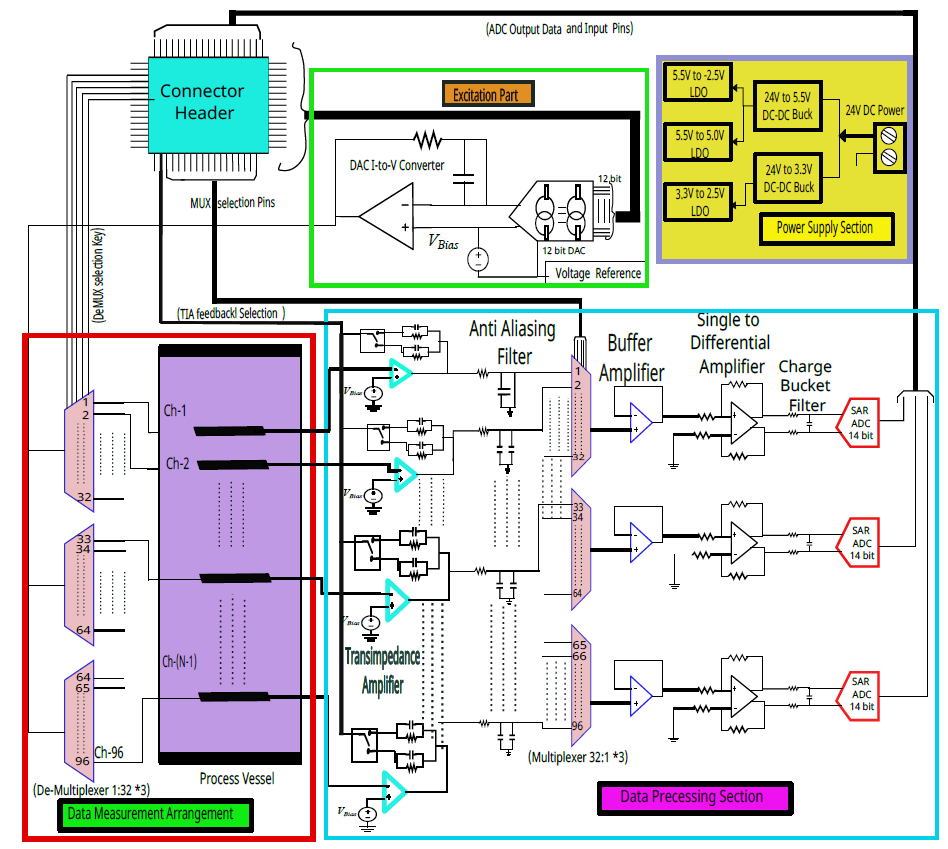 (ADC Output Data and Input Pins)
Connector
Header
Excitation Part
DAC I-to-V Converter
12 bit
V_Bias
12 bit DAC
Voltage Reference
5.5V to -2.5V
LDO
5.5V to 5.0V
LDO
3,3V to 2.5V
LDO
24V to 5.5V
DC-DC Buck
24V to 3.3V
DC-DC Buck
24V DC Power
Power Supply Section
MUX selection Pins
(DeMUX selection Key)
(TIA feedbackl Selection )
1
2
32
33
34
64
64
65
96
Ch-1
Ch-2
Ch-(N-1)
Ch-96
Process Vessel
(De-Multiplexer 1:32 *3)
Data Measurement Arrangement
V_Bias
V_Bias
V_Bias
V_Bias
Transimpedance
Amplifier
Anti Aliasing
Filter
1
2
32
33
34
64
65
66
96
(Multiplexer 32:1 *3)
Buffer
Amplifier
Single to
Differential
Amplifier
Charge
Bucket
Filter
SAR
ADC
14 bit
SAR
ADC
14 bit
SAR
ADC
14 bit
Data Precessing Section